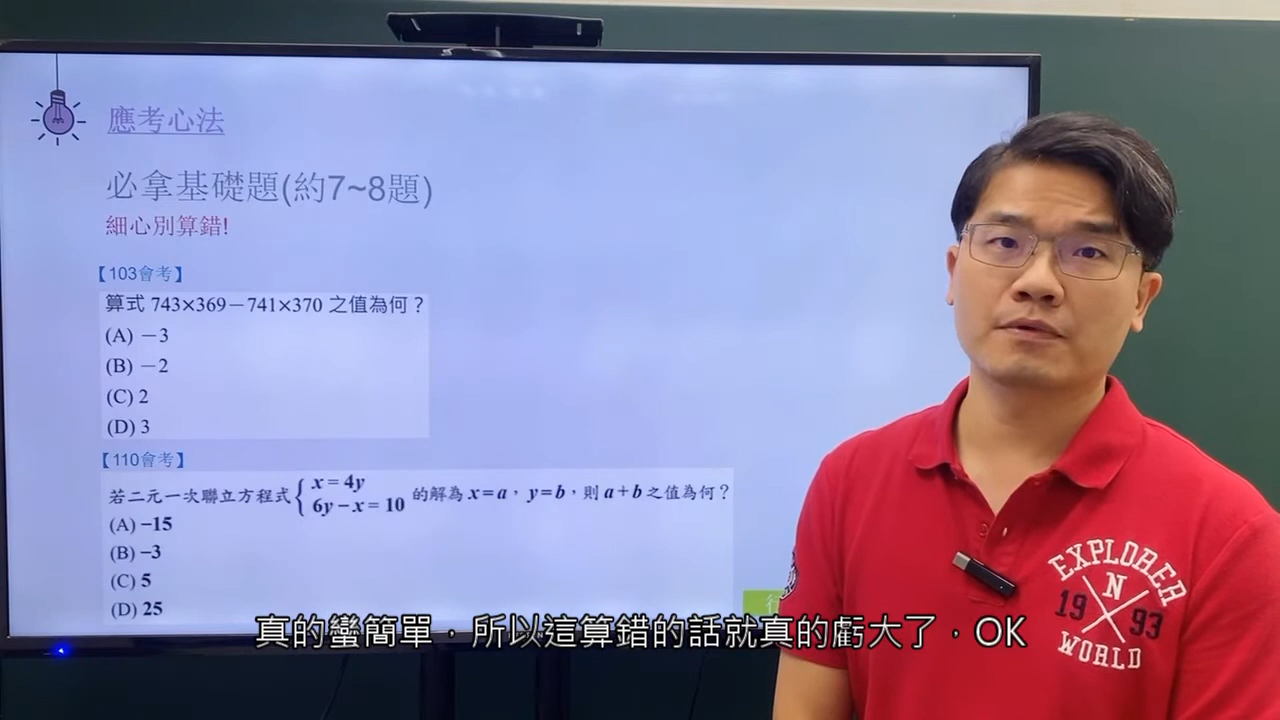 應考心法
必拿基礎題(約7~8題)
細心別算錯!
【103會考】
算式 743×369－741×370 之值為何？
(A) －3
(B) －2
(C) 2
(D) 3
【110會考】
若二元一次聯立方程式{x=4y 6y−x=10 的解為 x=a，y=b，則 a+b 之值為何？
(A) −15
(B) −3
(C) 5
(D) 25
真的蠻簡單，所以這算錯的話就真的虧大了，OK
EXPLORER
N
19 93
WORLD